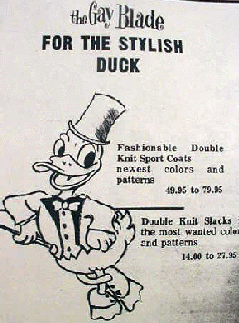 the Gay Blade
FOR THE STYLISH
DUCK
Fashionable Double
Knit Sport Coats
newest colors and
patterns
49.95 to 79.95
Double Knit Slacks
the most wanted
and patterns
14.00 to 27.95